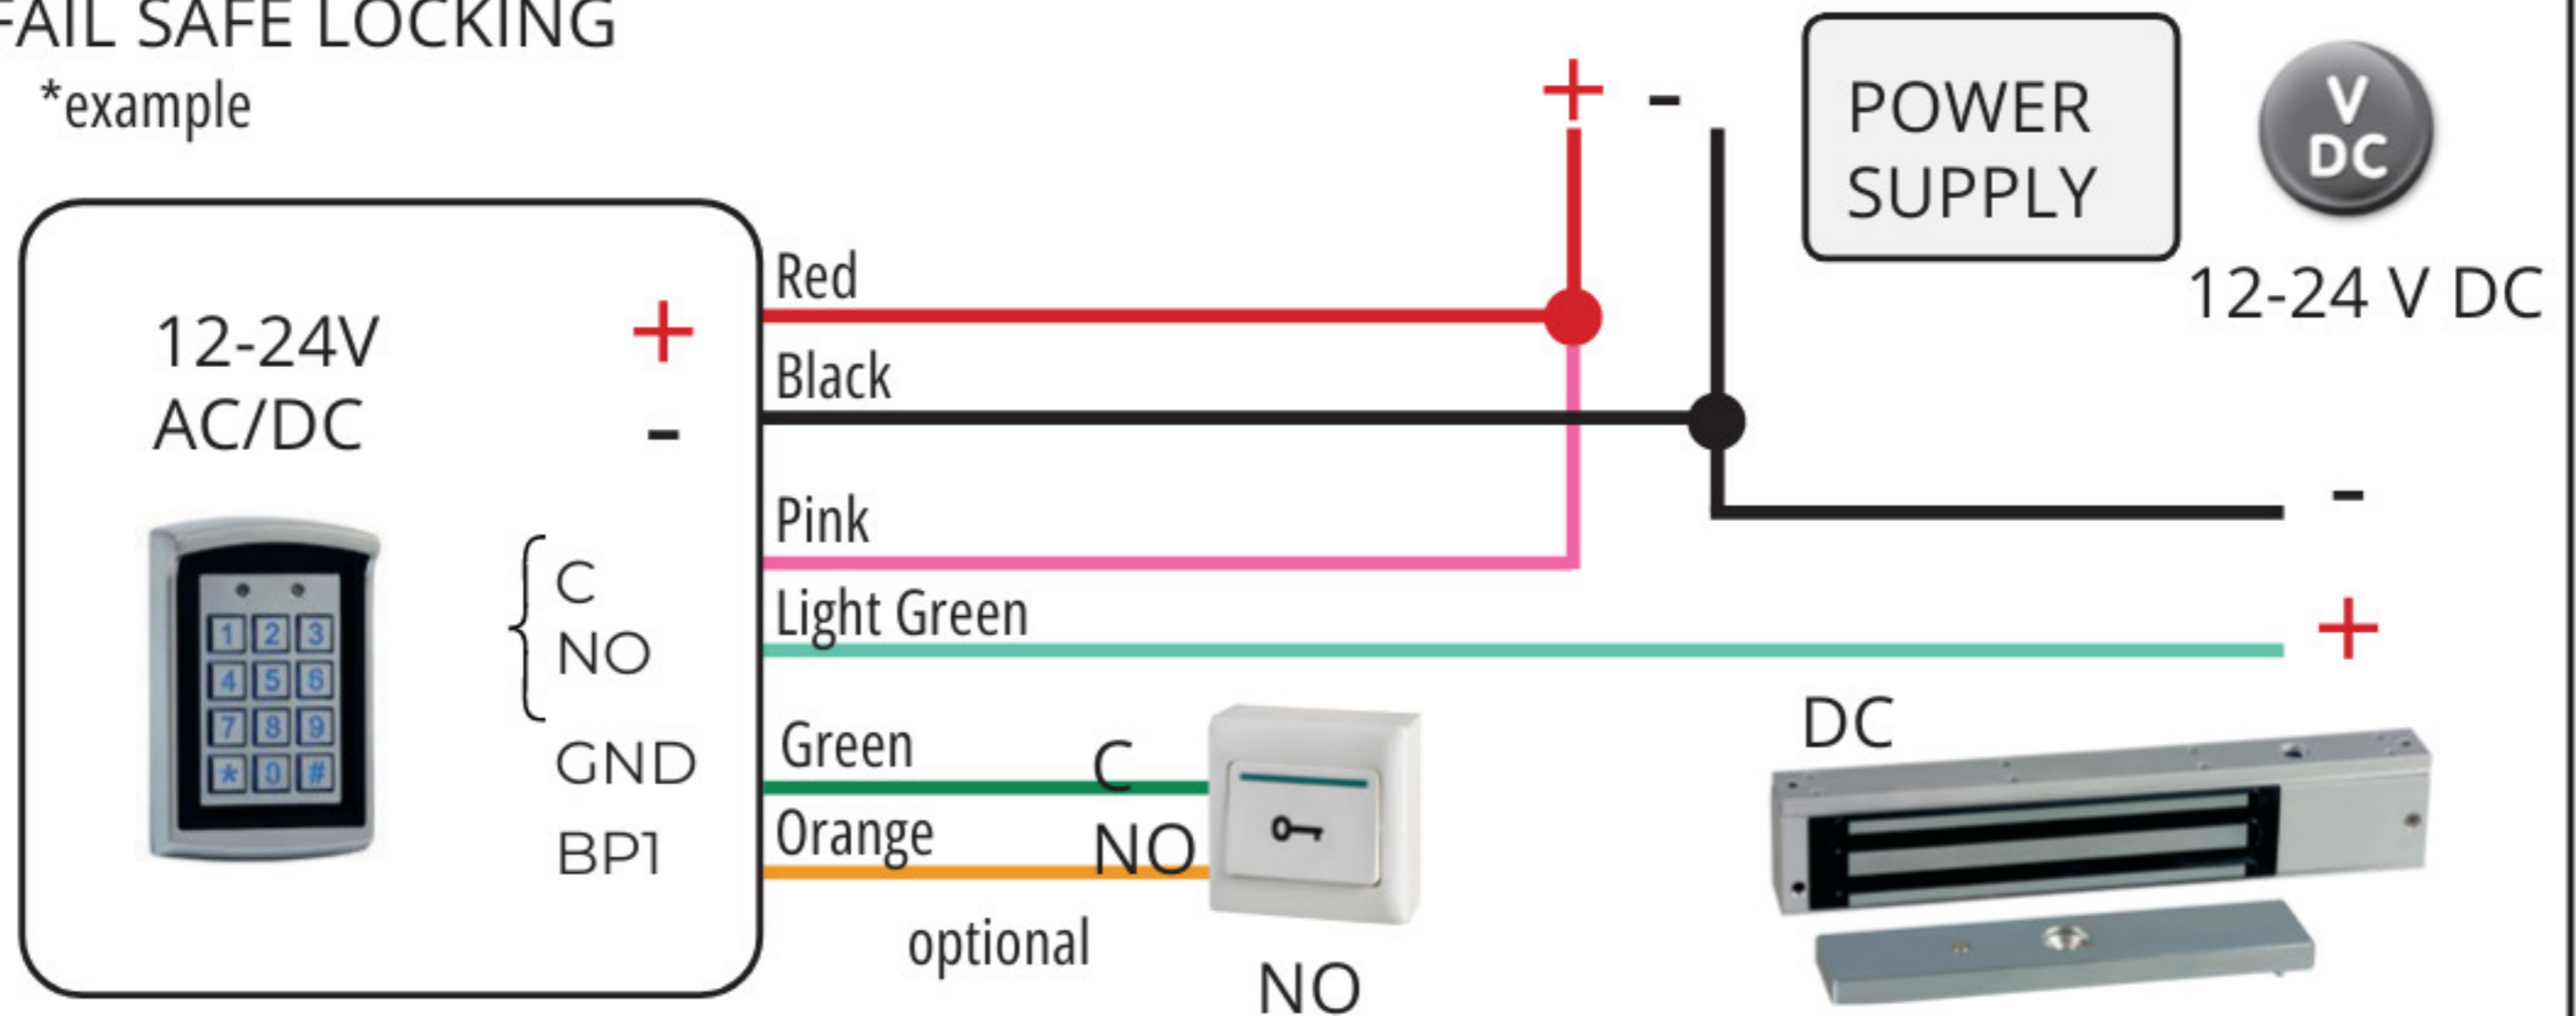 FAIL SAFE LOCKING
*example
+ -
POWER
SUPPLY
V
DC
12-24 V DC
12-24V
AC/DC
+
-
Red
Black
Pink
Light Green
Green
Orange
C
NO
GND
BP1
-
+
1 2 3
4 5 6
7 8 9
* 0 #
C
NO
optional
NO
DC